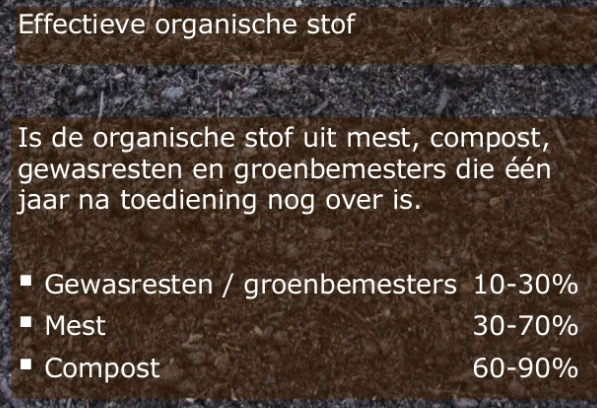 Effectieve organische stof
Is de organische stof uit mest, compost,
gewasresten en groenbemesters die één
jaar na toediening nog over is.
▪ Gewasresten / groenbemesters 10-30%
▪ Mest 30-70%
▪ Compost 60-90%